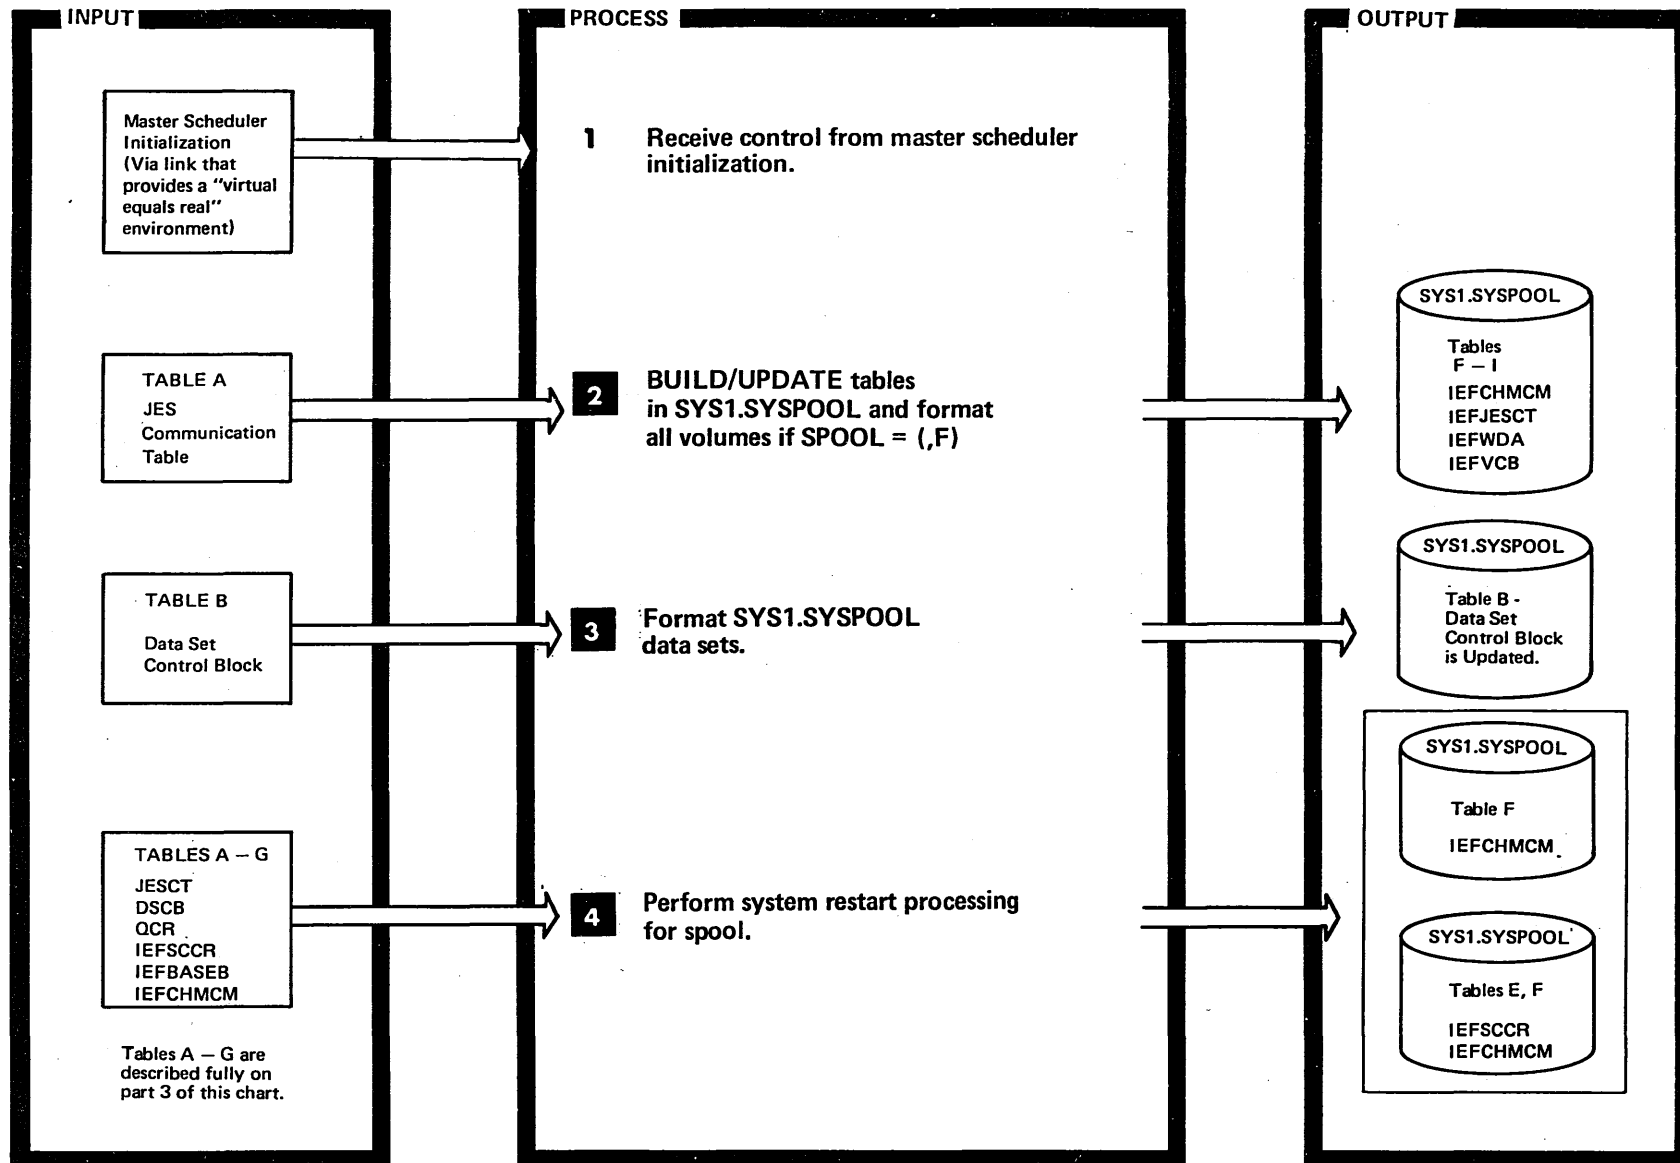 INPUT
PROCESS
OUTPUT
Master Scheduler
Initialization
(Via link that
provides a "virtual
equals real"
environment)
1 Receive control from master scheduler
initialization.
TABLE A
JES
Communication
Table
2 BUILD/UPDATE tables
in SYS1.SYSPOOL and format
all volumes if SPOOL = (,F)
SYS1.SYSPOOL
Tables
F – I
IEFCHMCM
IEFJESCT
IEFWDA
IEFVCB
TABLE B
Data Set
Control Block
3 Format SYS1.SYSPOOL
data sets.
SYS1.SYSPOOL
Table B -
Data Set
Control Block
is Updated.
TABLES A – G
JESCT
DSCB
QCR
IEFSCCR
IEFBASEB
IEFCHMCM
Tables A – G are
described fully on
part 3 of this chart.
4 Perform system restart processing
for spool.
SYS1.SYSPOOL
Table F
IEFCHMCM
SYS1.SYSPOOL
Tables E, F
IEFSCCR
IEFCHMCM